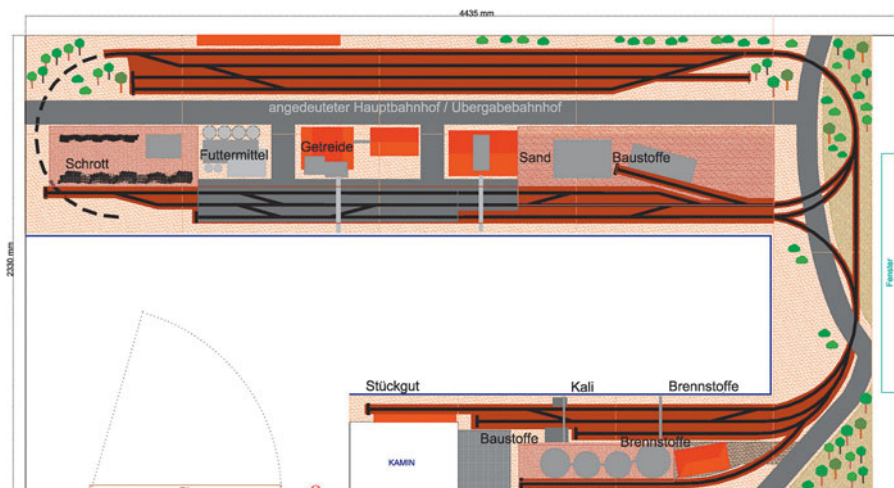 4435 mm
angedeuteter Hauptbahnhof / Übergabebahnhof
Schrott
Futtermittel
Getreide
Sand
Baustoffe
2330 mm
Fenster
Stückgut
Kali
Brennstoffe
Baustoffe
Brennstoffe
KAMIN